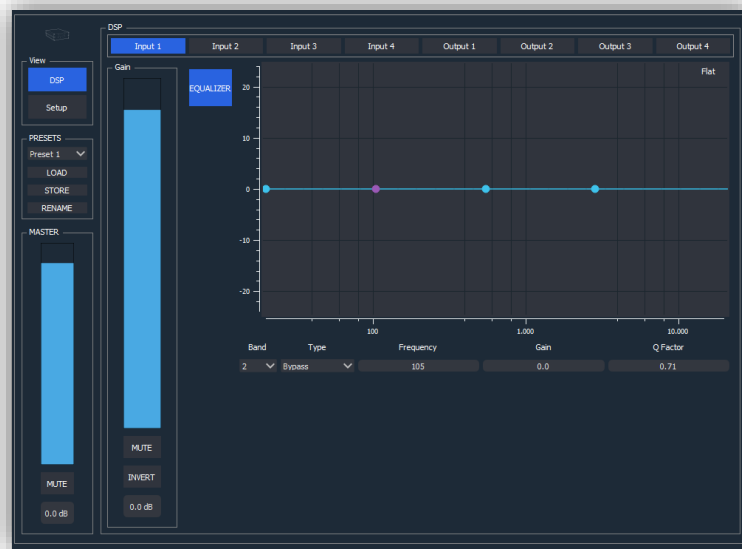 DSP
Input 1 Input 2 Input 3 Input 4 Output 1 Output 2 Output 3 Output 4
View
DSP
Setup
PRESETS
Preset 1
LOAD
STORE
RENAME
MASTER
MUTE
0.0 dB
Gain
MUTE
INVERT
0.0 dB
EQUALIZER
Flat
20
10
0
-10
-20
100 1.000 10.000
Band Type Frequency Gain Q Factor
2 Bypass 105 0.0 0.71